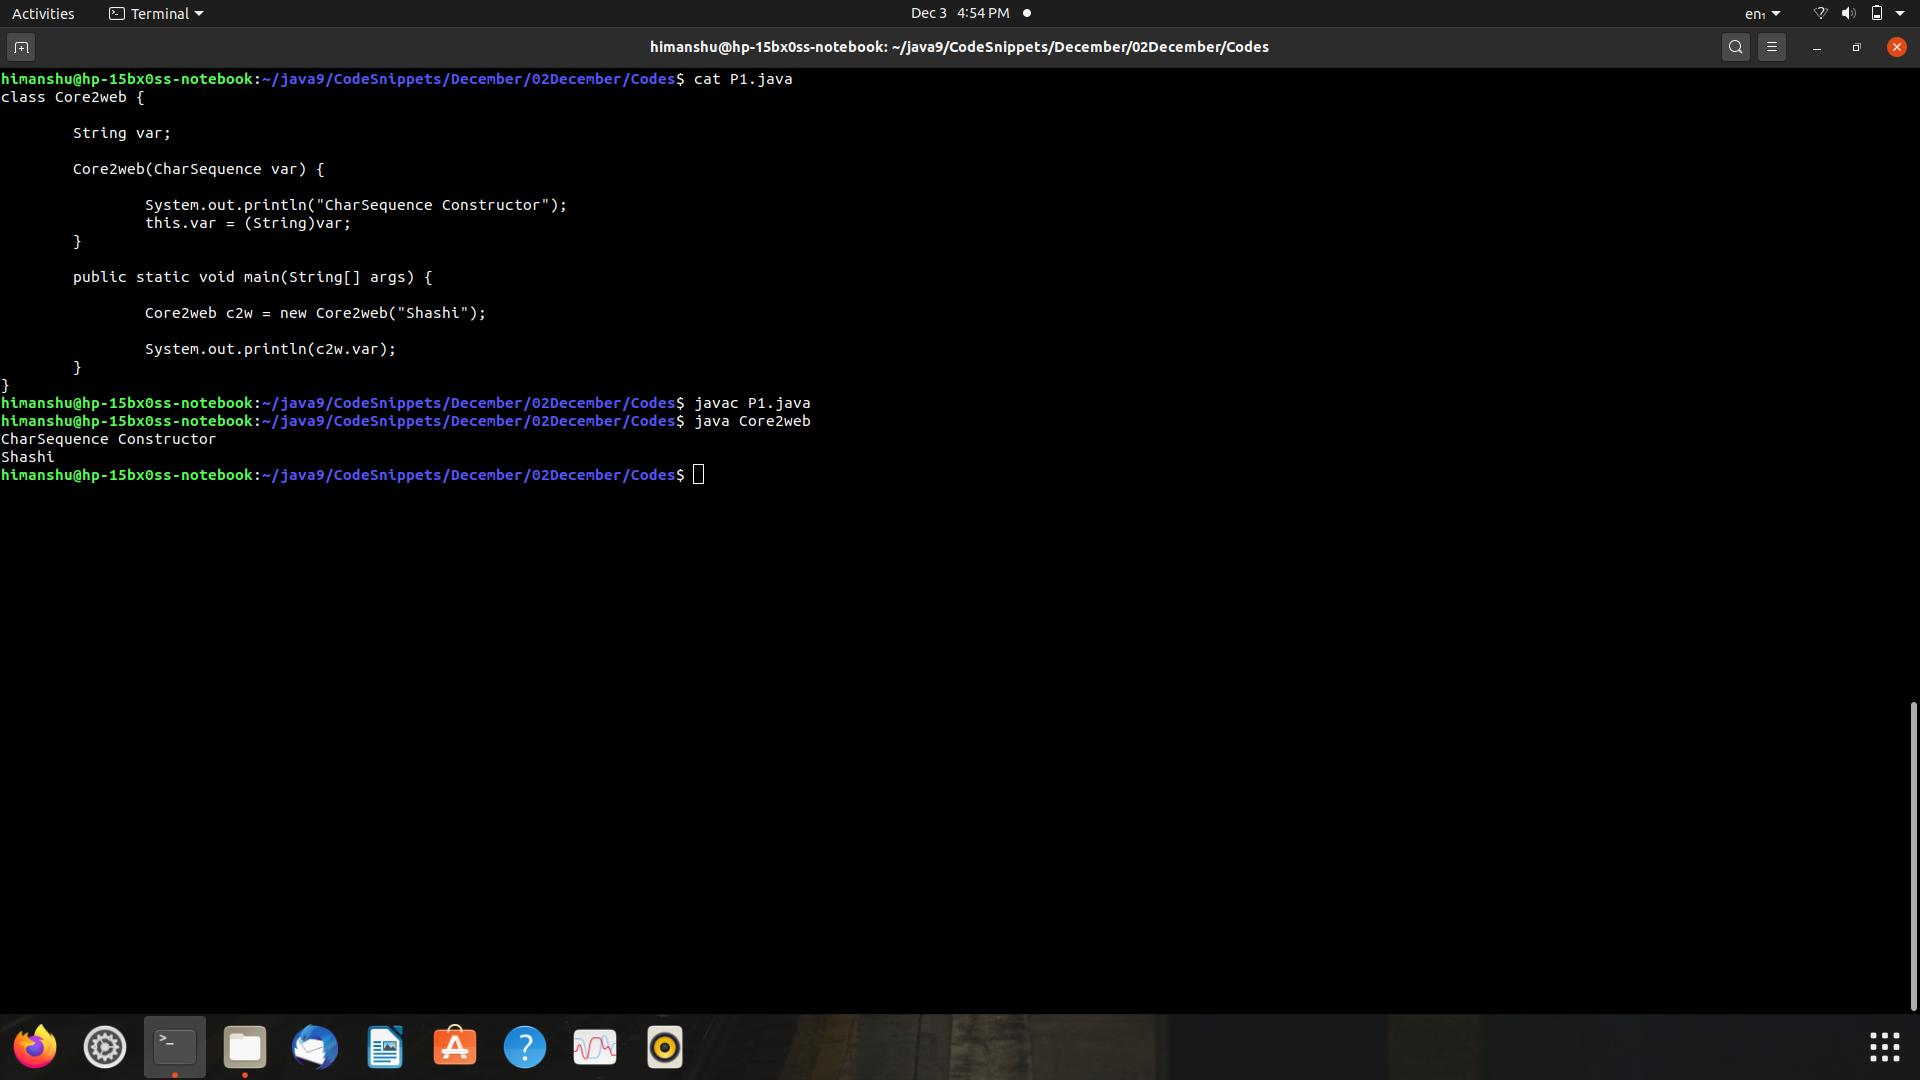 Activities
Terminal
Dec 3 4:54 PM
en₁
himanshu@hp-15bx0ss-notebook: ~/java9/CodeSnippets/December/02December/Codes
himanshu@hp-15bx0ss-notebook:~/java9/CodeSnippets/December/02December/Codes$ cat P1.java
class Core2web {
String var;
Core2web(CharSequence var) {
System.out.println("CharSequence Constructor");
this.var = (String)var;
}
public static void main(String[] args) {
Core2web c2w = new Core2web("Shashi");
System.out.println(c2w.var);
}
}
himanshu@hp-15bx0ss-notebook:~/java9/CodeSnippets/December/02December/Codes$ javac P1.java
himanshu@hp-15bx0ss-notebook:~/java9/CodeSnippets/December/02December/Codes$ java Core2web
CharSequence Constructor
Shashi
himanshu@hp-15bx0ss-notebook:~/java9/CodeSnippets/December/02December/Codes$